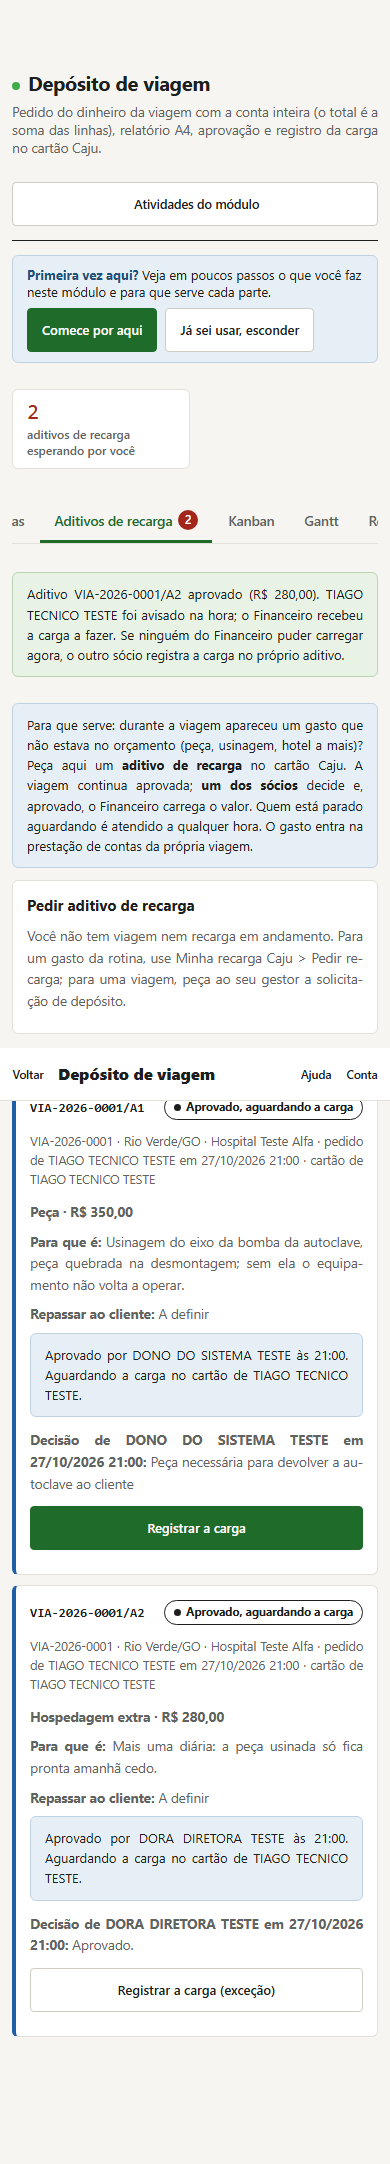 Depósito de viagem
Pedido do dinheiro da viagem com a conta inteira (o total é a
soma das linhas), relatório A4, aprovação e registro da carga
no cartão Caju.
Atividades do módulo
Primeira vez aqui? Veja em poucos passos o que você faz
neste módulo e para que serve cada parte.
Comece por aqui
Já sei usar, esconder
2
aditivos de recarga
esperando por você
as Aditivos de recarga 2 Kanban Gantt Re
Aditivo VIA-2026-0001/A2 aprovado (R$ 280,00). TIAGO
TECNICO TESTE foi avisado na hora; o Financeiro recebeu
a carga a fazer. Se ninguém do Financeiro puder carregar
agora, o outro sócio registra a carga no próprio aditivo.
Para que serve: durante a viagem apareceu um gasto que
não estava no orçamento (peça, usinagem, hotel a mais)?
Peça aqui um aditivo de recarga no cartão Caju. A
viagem continua aprovada; um dos sócios decide e,
aprovado, o Financeiro carrega o valor. Quem está parado
aguardando é atendido a qualquer hora. O gasto entra na
prestação de contas da própria viagem.
Pedir aditivo de recarga
Você não tem viagem nem recarga em andamento. Para
um gasto da rotina, use Minha recarga Caju > Pedir re-
carga; para uma viagem, peça ao seu gestor a solicita-
ção de depósito.
Voltar Depósito de viagem Ajuda Conta
VIA-2026-0001/A1 Aprovado, aguardando a carga
VIA-2026-0001 · Rio Verde/GO · Hospital Teste Alfa · pedido
de TIAGO TECNICO TESTE em 27/10/2026 21:00 · cartão de
TIAGO TECNICO TESTE
Peça · R$ 350,00
Para que é: Usinagem do eixo da bomba da autoclave,
peça quebrada na desmontagem; sem ela o equipa-
mento não volta a operar.
Repassar ao cliente: A definir
Aprovado por DONO DO SISTEMA TESTE às 21:00.
Aguardando a carga no cartão de TIAGO TECNICO
TESTE.
Decisão de DONO DO SISTEMA TESTE em
27/10/2026 21:00: Peça necessária para devolver a au-
toclave ao cliente
Registrar a carga
VIA-2026-0001/A2 Aprovado, aguardando a carga
VIA-2026-0001 · Rio Verde/GO · Hospital Teste Alfa · pedido
de TIAGO TECNICO TESTE em 27/10/2026 21:00 · cartão de
TIAGO TECNICO TESTE
Hospedagem extra · R$ 280,00
Para que é: Mais uma diária: a peça usinada só fica
pronta amanhã cedo.
Repassar ao cliente: A definir
Aprovado por DORA DIRETORA TESTE às 21:00.
Aguardando a carga no cartão de TIAGO TECNICO
TESTE.
Decisão de DORA DIRETORA TESTE em 27/10/2026
21:00: Aprovado.
Registrar a carga (exceção)